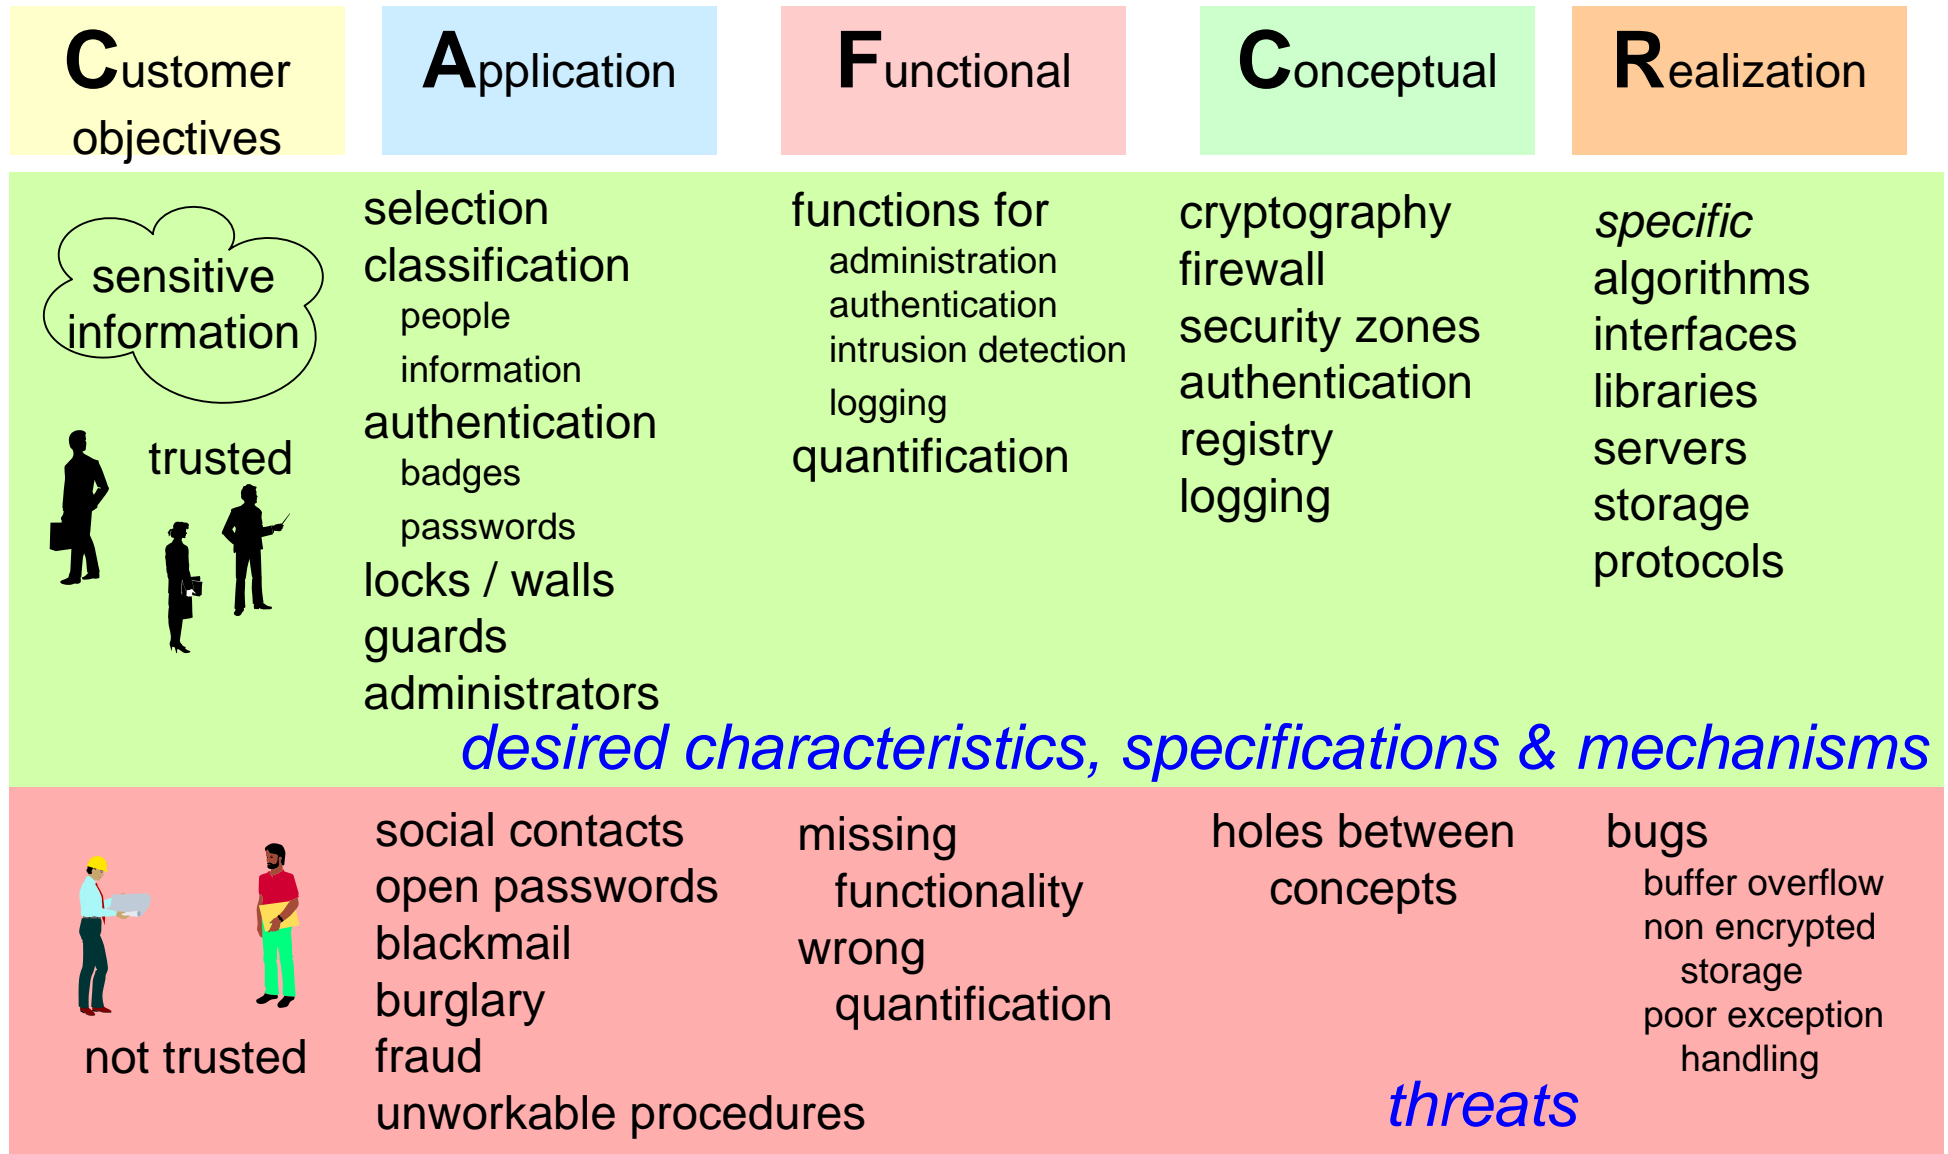 Customer
objectives
Application
Functional
Conceptual
Realization
sensitive
information
trusted
selection
classification
people
information
authentication
badges
passwords
locks / walls
guards
administrators
functions for
administration
authentication
intrusion detection
logging
quantification
cryptography
firewall
security zones
authentication
registry
logging
specific
algorithms
interfaces
libraries
servers
storage
protocols
desired characteristics, specifications & mechanisms
not trusted
social contacts
open passwords
blackmail
burglary
fraud
unworkable procedures
missing
functionality
wrong
quantification
holes between
concepts
bugs
buffer overflow
non encrypted
storage
poor exception
handling
threats